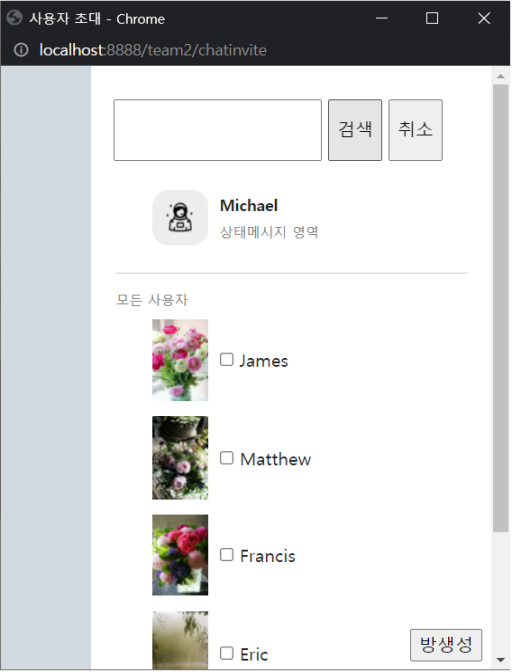 사용자 초대 - Chrome
localhost:8888/team2/chatinvite
검색 취소
Michael
상태메시지 영역
모든 사용자
James
Matthew
Francis
Eric
방생성